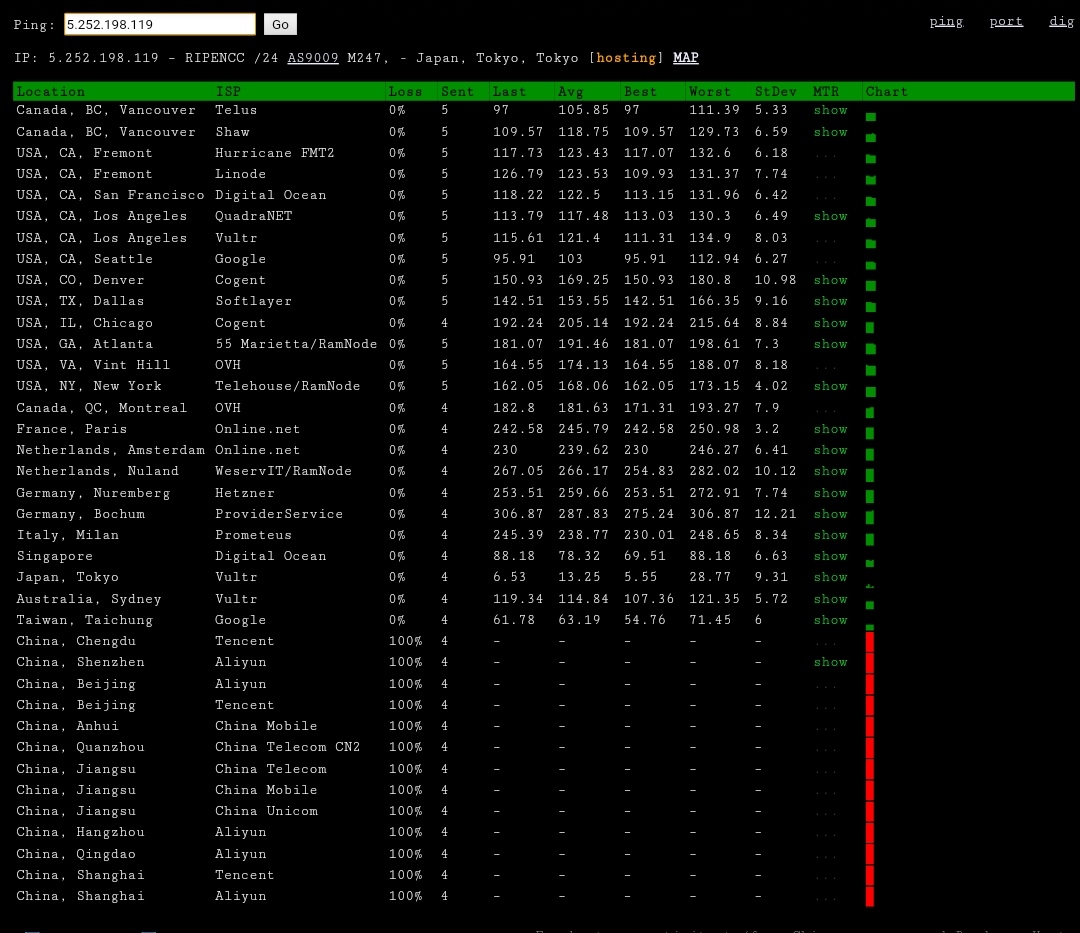 Ping: 5.252.198.119 Go ping port dig
IP: 5.252.198.119 – RIPENCC /24 AS9009 M247, - Japan, Tokyo, Tokyo [hosting] MAP
Location ISP Loss Sent Last Avg Best Worst StDev MTR Chart
Canada, BC, Vancouver Telus 0% 5 97 105.85 97 111.39 5.33 show
Canada, BC, Vancouver Shaw 0% 5 109.57 118.75 109.57 129.73 6.59 show
USA, CA, Fremont Hurricane FMT2 0% 5 117.73 123.43 117.07 132.6 6.18 ...
USA, CA, Fremont Linode 0% 5 126.79 123.53 109.93 131.37 7.74 ...
USA, CA, San Francisco Digital Ocean 0% 5 118.22 122.5 113.15 131.96 6.42 ...
USA, CA, Los Angeles QuadraNET 0% 5 113.79 117.48 113.03 130.3 6.49 show
USA, CA, Los Angeles Vultr 0% 5 115.61 121.4 111.31 134.9 8.03 ...
USA, CA, Seattle Google 0% 5 95.91 103 95.91 112.94 6.27 ...
USA, CO, Denver Cogent 0% 5 150.93 169.25 150.93 180.8 10.98 show
USA, TX, Dallas Softlayer 0% 5 142.51 153.55 142.51 166.35 9.16 show
USA, IL, Chicago Cogent 0% 4 192.24 205.14 192.24 215.64 8.84 show
USA, GA, Atlanta 55 Marietta/RamNode 0% 5 181.07 191.46 181.07 198.61 7.3 show
USA, VA, Vint Hill OVH 0% 5 164.55 174.13 164.55 188.07 8.18 ...
USA, NY, New York Telehouse/RamNode 0% 5 162.05 168.06 162.05 173.15 4.02 show
Canada, QC, Montreal OVH 0% 4 182.8 181.63 171.31 193.27 7.9 ...
France, Paris Online.net 0% 4 242.58 245.79 242.58 250.98 3.2 show
Netherlands, Amsterdam Online.net 0% 4 230 239.62 230 246.27 6.41 show
Netherlands, Nuland WeservIT/RamNode 0% 4 267.05 266.17 254.83 282.02 10.12 show
Germany, Nuremberg Hetzner 0% 4 253.51 259.66 253.51 272.91 7.74 show
Germany, Bochum ProviderService 0% 4 306.87 287.83 275.24 306.87 12.21 show
Italy, Milan Prometeus 0% 4 245.39 238.77 230.01 248.65 8.34 show
Singapore Digital Ocean 0% 4 88.18 78.32 69.51 88.18 6.63 show
Japan, Tokyo Vultr 0% 4 6.53 13.25 5.55 28.77 9.31 show
Australia, Sydney Vultr 0% 4 119.34 114.84 107.36 121.35 5.72 show
Taiwan, Taichung Google 0% 4 61.78 63.19 54.76 71.45 6 show
China, Chengdu Tencent 100% 4 – – – – – ...
China, Shenzhen Aliyun 100% 4 – – – – – show
China, Beijing Aliyun 100% 4 – – – – – ...
China, Beijing Tencent 100% 4 – – – – – ...
China, Anhui China Mobile 100% 4 – – – – – ...
China, Quanzhou China Telecom CN2 100% 4 – – – – – ...
China, Jiangsu China Telecom 100% 4 – – – – – ...
China, Jiangsu China Mobile 100% 4 – – – – – ...
China, Jiangsu China Unicom 100% 4 – – – – – ...
China, Hangzhou Aliyun 100% 4 – – – – – ...
China, Qingdao Aliyun 100% 4 – – – – – ...
China, Shanghai Tencent 100% 4 – – – – – ...
China, Shanghai Aliyun 100% 4 – – – – – ...